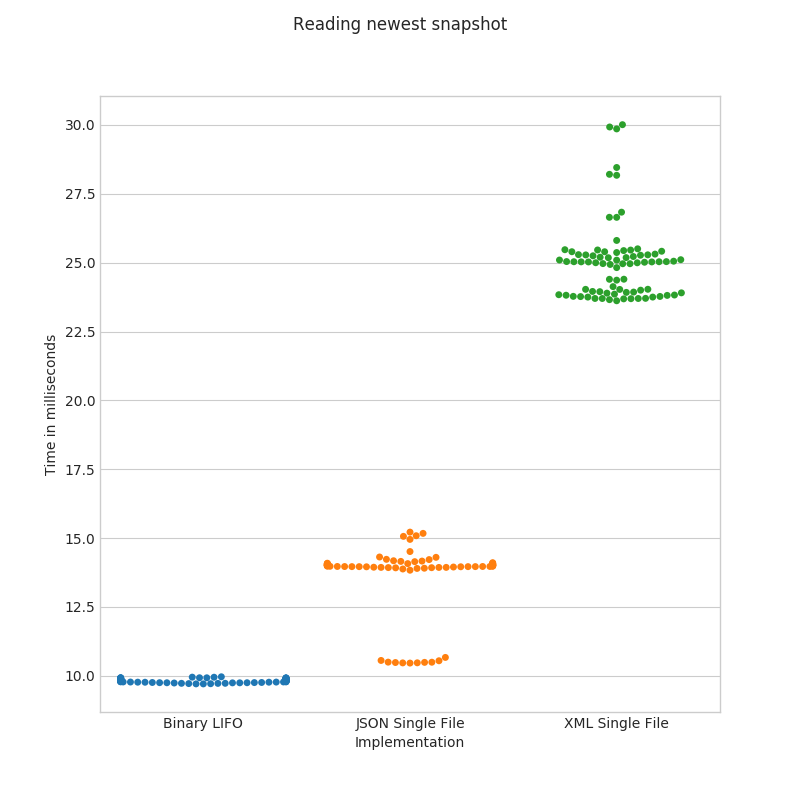 Reading newest snapshot
30.0
27.5
25.0
22.5
20.0
17.5
15.0
12.5
10.0
Time in milliseconds
Binary LIFO
JSON Single File
XML Single File
Implementation